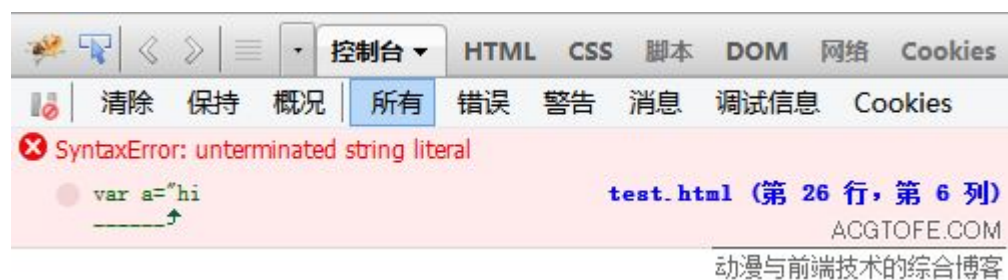 控制台 HTML CSS 脚本 DOM 网络 Cookies
清除 保持 概况 所有 错误 警告 消息 调试信息 Cookies
SyntaxError: unterminated string literal
var a="hi test.html (第 26 行，第 6 列)
ACGTOFE.COM
动漫与前端技术的综合博客